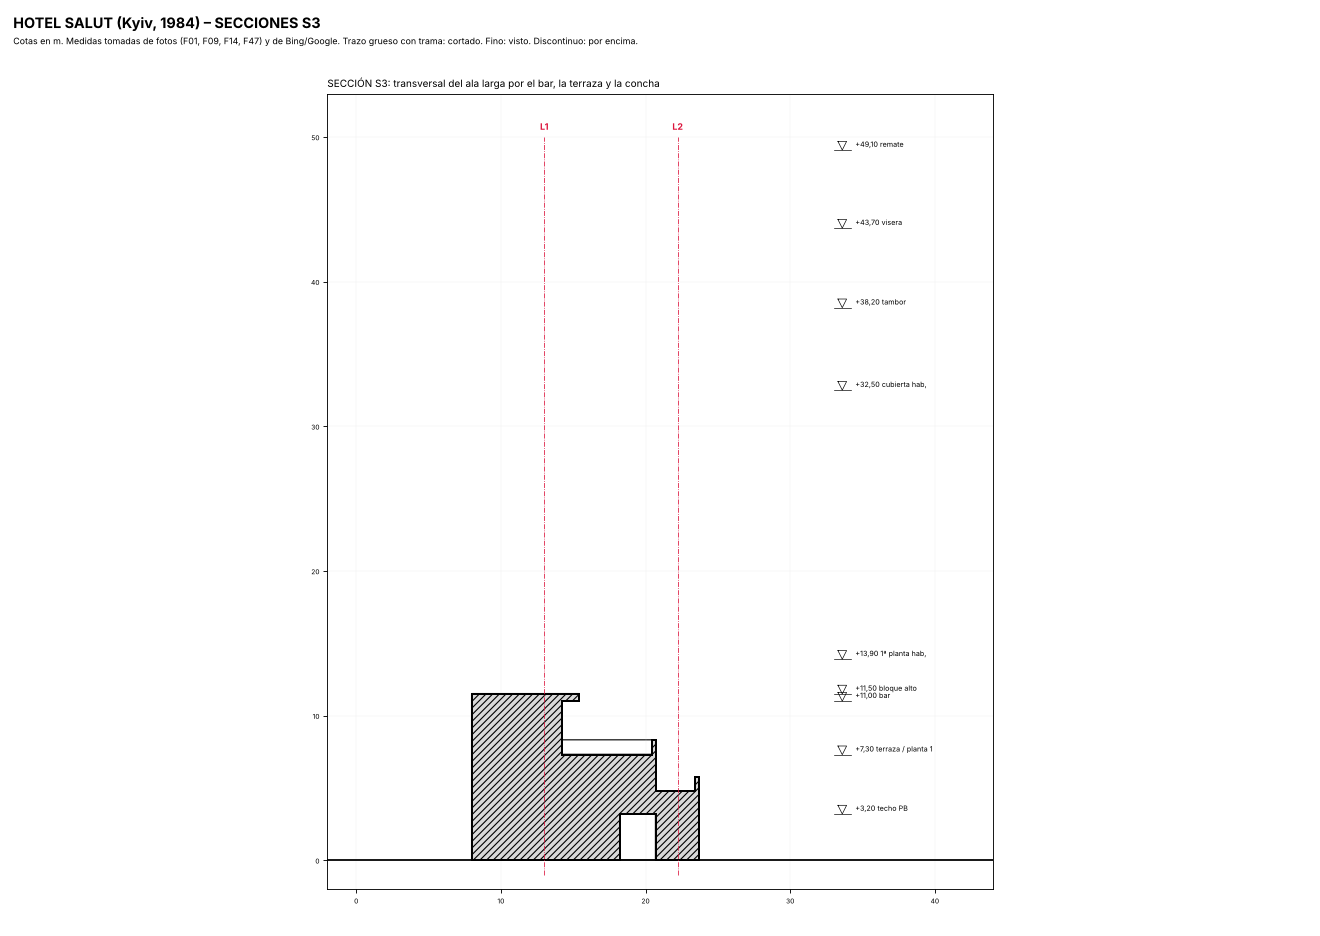 HOTEL SALUT (Kyiv, 1984) – SECCIONES S3
Cotas en m. Medidas tomadas de fotos (F01, F09, F14, F47) y de Bing/Google. Trazo grueso con trama: cortado. Fino: visto. Discontinuo: por encima.
SECCIÓN S3: transversal del ala larga por el bar, la terraza y la concha
L1
L2
50
+49,10 remate
+43,70 visera
40
+38,20 tambor
+32,50 cubierta hab,
30
20
+13,90 1ª planta hab,
+11,50 bloque alto
+11,00 bar
10
+7,30 terraza / planta 1
+3,20 techo PB
0
0
10
20
30
40